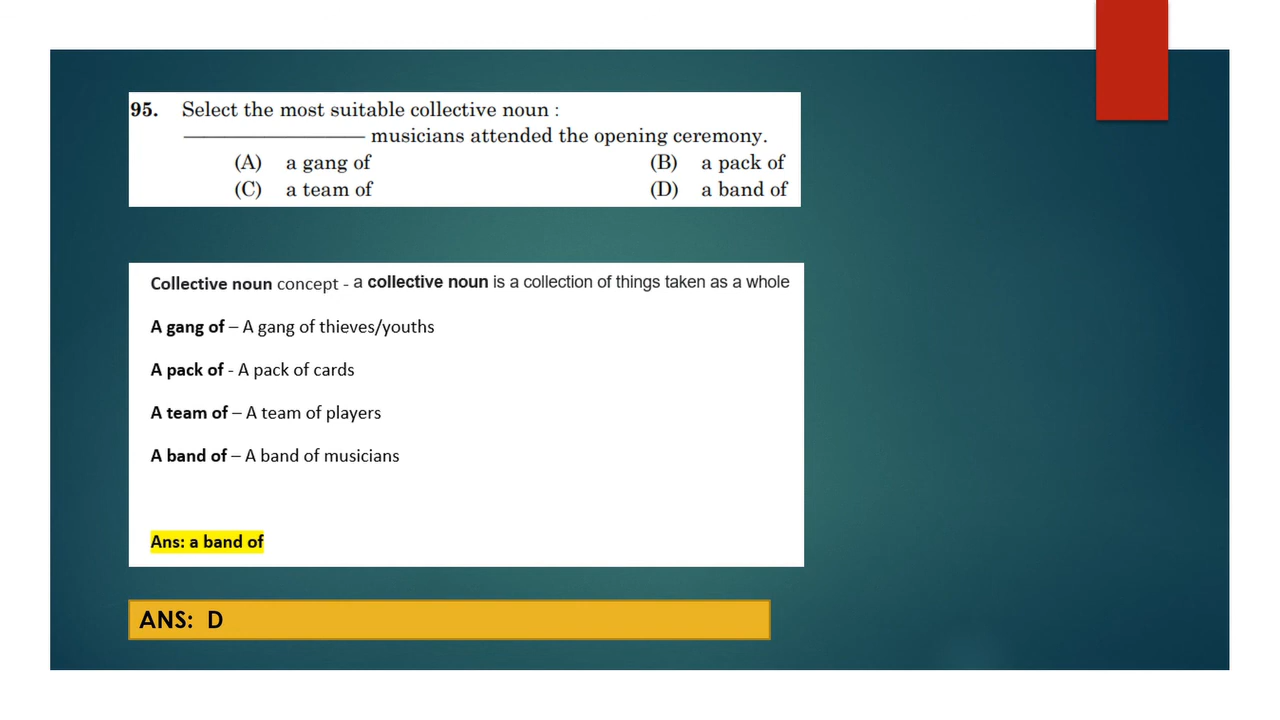 95. Select the most suitable collective noun :
musicians attended the opening ceremony.
(A) a gang of (B) a pack of
(C) a team of (D) a band of
Collective noun concept - a collective noun is a collection of things taken as a whole
A gang of – A gang of thieves/youths
A pack of - A pack of cards
A team of – A team of players
A band of – A band of musicians
Ans: a band of
ANS: D